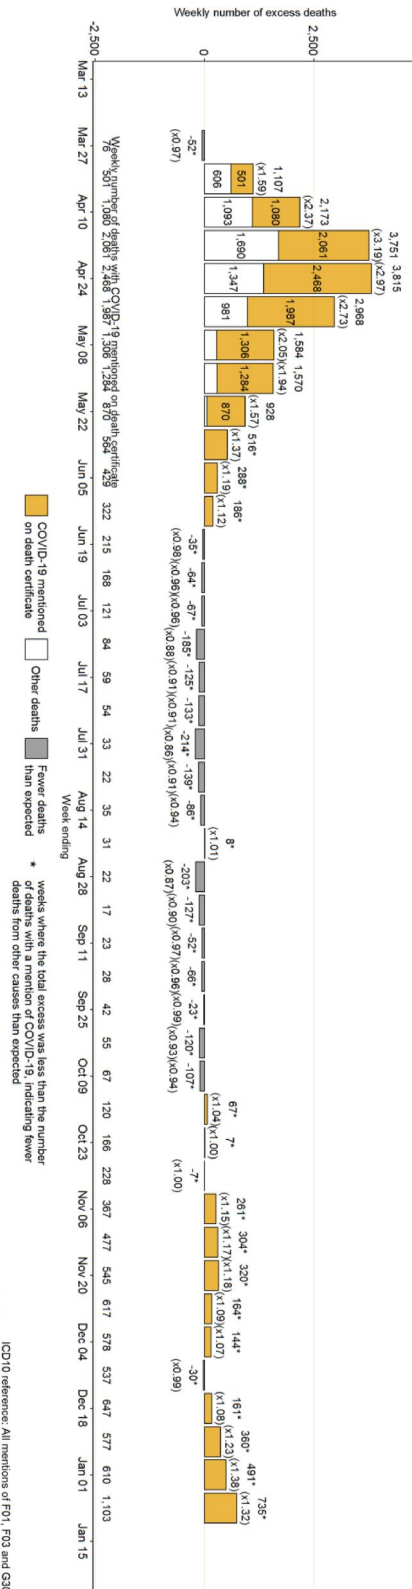 Weekly number of excess deaths
2,500
0
-2,500
3,751 3,815
(x3.19)(x2.97)
2,968
(x2.73)
2,173
(x2.37)
1,584 1,570
(x2.05)(x1.94)
1,107
(x1.59)
928
(x1.57)
516*
(x1.37)
288*
(x1.19)
186*
(x1.12)
8*
(x1.01)
67* 7*
(x1.04)(x1.00)
261* 304* 320*
(x1.15)(x1.17)(x1.18)
164* 144*
(x1.09)(x1.07)
161* 360* 491* 735*
(x1.08)(x1.23)(x1.38)(x1.32)
501 1,080 2,061 2,468 1,987 1,306 1,284 870
606 1,093 1,690 1,347 981
-52*
(x0.97)
-35* -64* -67* -185* -125* -133* -214* -139* -86*
(x0.98)(x0.96)(x0.96)(x0.88)(x0.91)(x0.91)(x0.86)(x0.91)(x0.94)
-203* -127* -52* -66* -23* -120* -107*
(x0.87)(x0.90)(x0.97)(x0.96)(x0.99)(x0.93)(x0.94)
-7*
(x1.00)
-30*
(x0.99)
Weekly number of deaths with COVID-19 mentioned on death certificate
76 501 1,080 2,061 2,468 1,987 1,306 1,284 870 564 429 322 215 168 121 84 59 54 33 22 35 31 22 17 23 28 42 55 67 120 166 228 367 477 545 617 578 537 647 577 610 1,103
Mar 13 Mar 27 Apr 10 Apr 24 May 08 May 22 Jun 05 Jun 19 Jul 03 Jul 17 Jul 31 Aug 14 Aug 28 Sep 11 Sep 25 Oct 09 Oct 23 Nov 06 Nov 20 Dec 04 Dec 18 Jan 01 Jan 15
Week ending
COVID-19 mentioned
on death certificate
Other deaths
Fewer deaths
than expected
* weeks where the total excess was less than the number
of deaths with a mention of COVID-19, indicating fewer
deaths from other causes than expected
ICD10 reference: All mentions of F01, F03 and G30